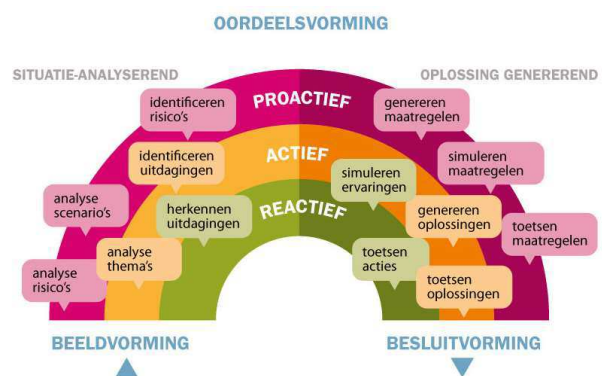 OORDEELSVORMING
SITUATIE-ANALYSEREND
OPLOSSING GENEREREND
identificeren
risico's
PROACTIEF
genereren
maatregelen
identificeren
uitdagingen
ACTIEF
simuleren
ervaringen
simuleren
maatregelen
analyse
scenario's
herkennen
uitdagingen
REACTIEF
genereren
oplossingen
toetsen
maatregelen
analyse
risico's
analyse
thema's
toetsen
acties
toetsen
oplossingen
BEELDVORMING
BESLUITVORMING